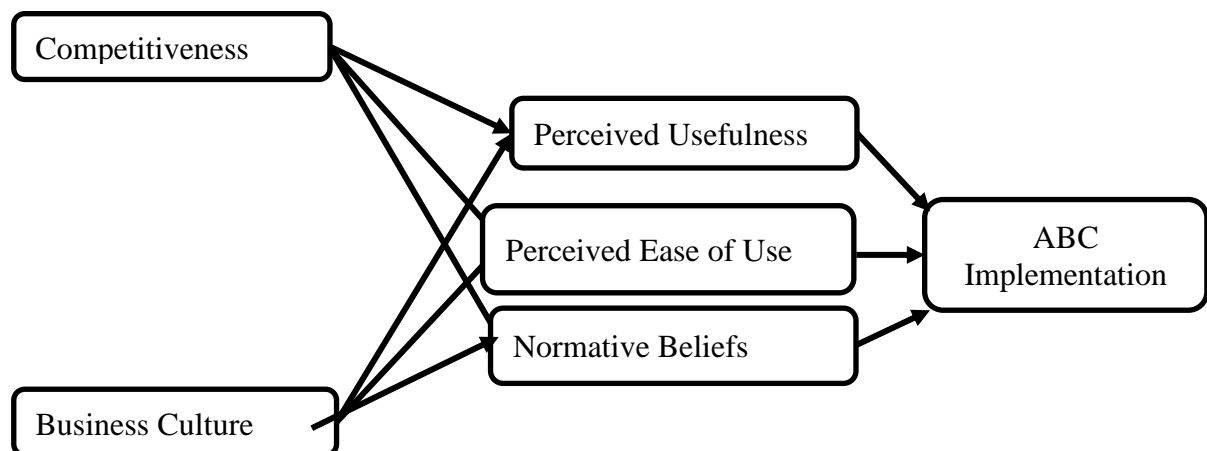 Competitiveness
Perceived Usefulness
Perceived Ease of Use
Normative Beliefs
Business Culture
ABC
Implementation